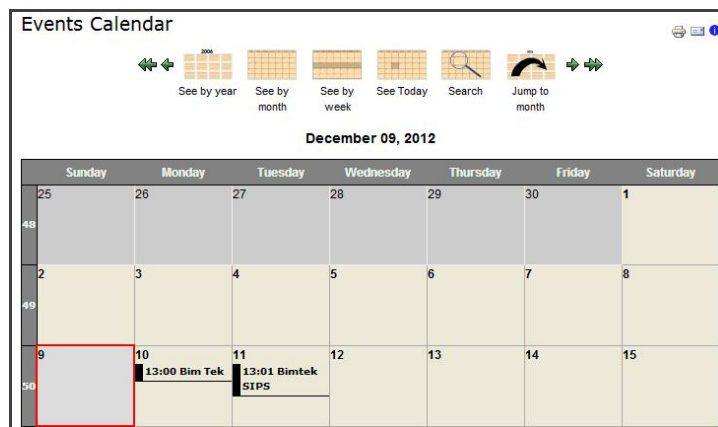 Events Calendar
2006
See by year
See by month
See by week
See Today
Search
Jump to month
December 09, 2012
Sunday Monday Tuesday Wednesday Thursday Friday Saturday
48 25 26 27 28 29 30 1
49 2 3 4 5 6 7 8
50 9 10 11 12 13 14 15
13:00 Bim Tek
13:01 Bimtek
SIPS